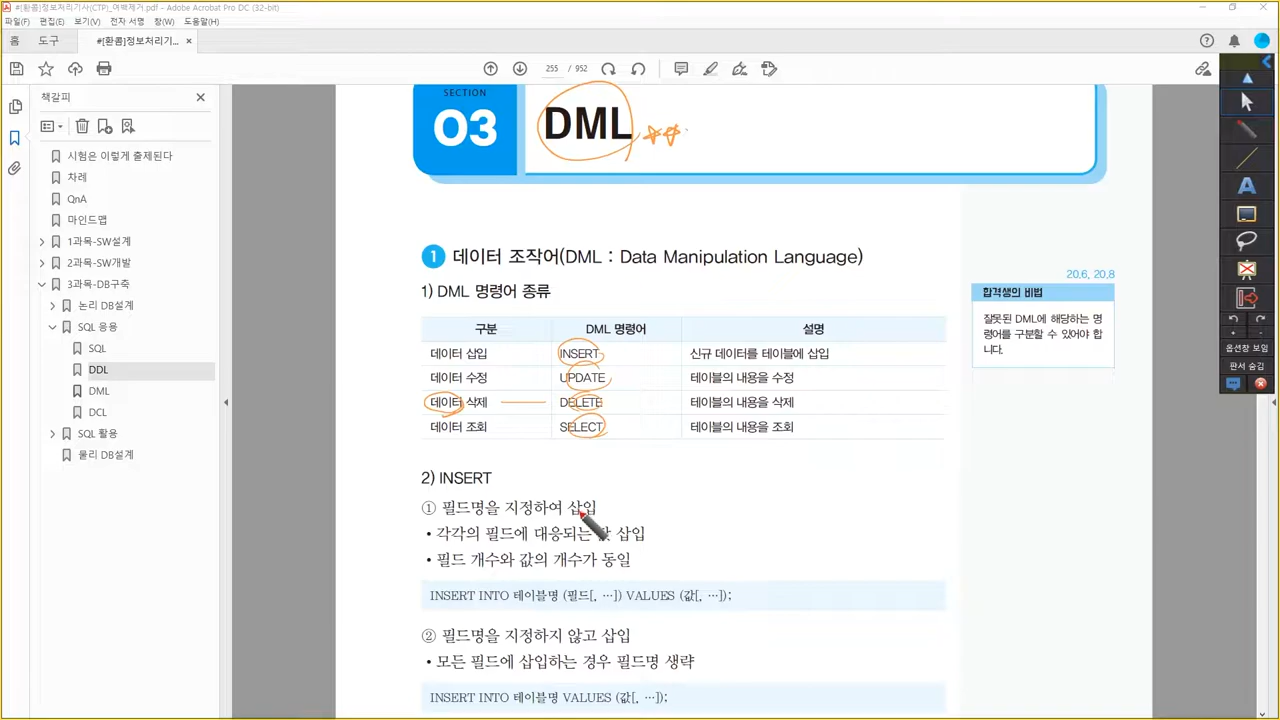 #[환콤]정보처리기사(CTP)_여백제거.pdf - Adobe Acrobat Pro DC (32-bit)
파일(F) 편집(E) 보기(V) 전자 서명 창(W) 도움말(H)
홈 도구 #[환콤]정보처리기... ×
255 / 952
책갈피
시험은 이렇게 출제된다
차례
QnA
마인드맵
1과목-SW설계
2과목-SW개발
3과목-DB구축
논리 DB설계
SQL 응용
SQL
DDL
DML
DCL
SQL 활용
물리 DB설계
SECTION
03 DML
1 데이터 조작어(DML : Data Manipulation Language)
1) DML 명령어 종류
구분 DML 명령어 설명
데이터 삽입 INSERT 신규 데이터를 테이블에 삽입
데이터 수정 UPDATE 테이블의 내용을 수정
데이터 삭제 DELETE 테이블의 내용을 삭제
데이터 조회 SELECT 테이블의 내용을 조회
2) INSERT
① 필드명을 지정하여 삽입
• 각각의 필드에 대응되는 값 삽입
• 필드 개수와 값의 개수가 동일
INSERT INTO 테이블명 (필드[, …]) VALUES (값[, …]);
② 필드명을 지정하지 않고 삽입
• 모든 필드에 삽입하는 경우 필드명 생략
INSERT INTO 테이블명 VALUES (값[, …]);
20.6, 20.8
합격생의 비법
잘못된 DML에 해당하는 명
령어를 구분할 수 있어야 합
니다.
A
옵션창 보임
판서 숨김